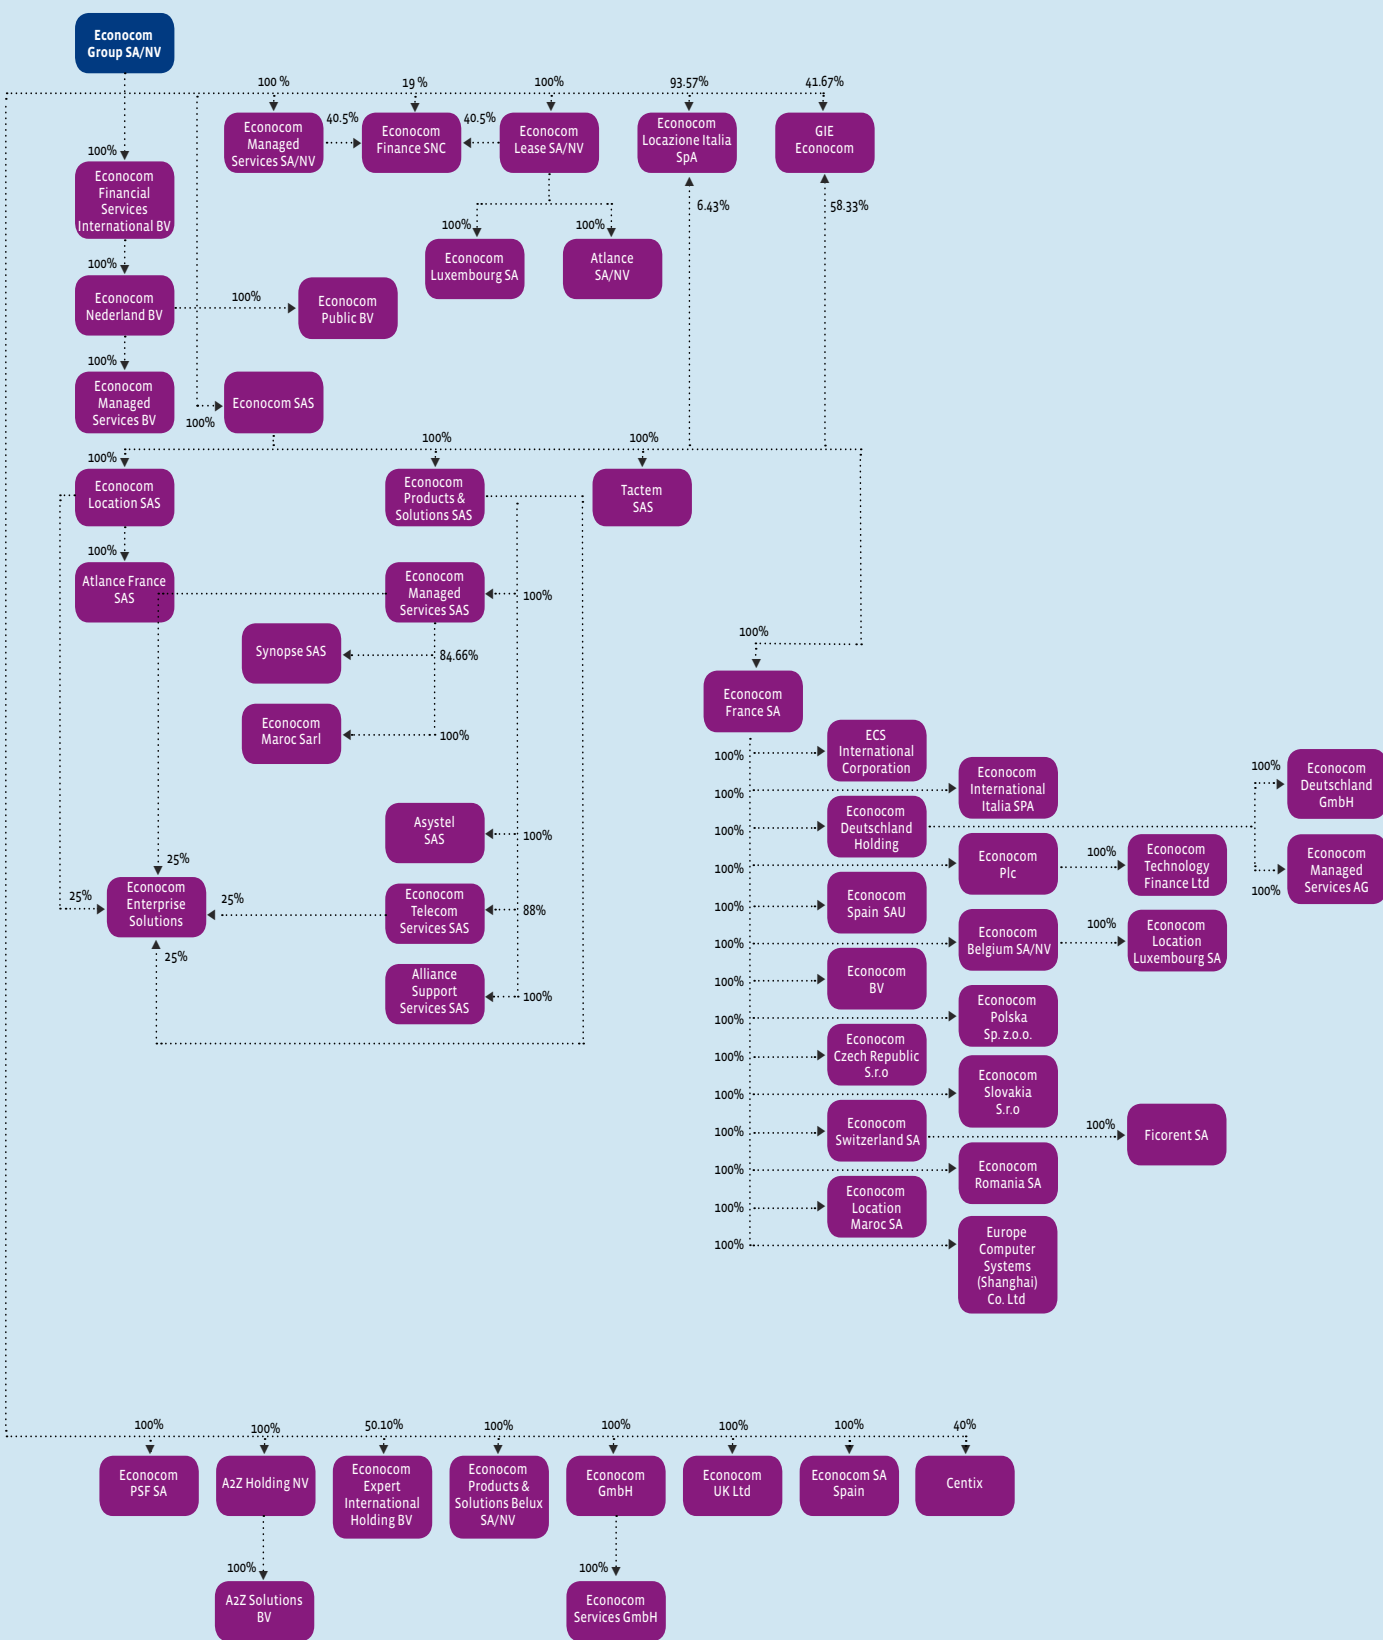 Econocom
Group SA/NV
100 %
19 %
100%
93.57%
41.67%
Econocom
Managed
Services SA/NV
40.5%
Econocom
Finance SNC
40.5%
Econocom
Lease SA/NV
Econocom
Locazione Italia
SpA
GIE
Econocom
100%
Econocom
Financial
Services
International BV
6.43%
58.33%
100%
Econocom
Luxembourg SA
100%
Atlance
SA/NV
100%
Econocom
Nederland BV
100%
Econocom
Public BV
100%
Econocom
Managed
Services BV
100%
Econocom SAS
100%
Econocom
Location SAS
100%
Econocom
Products &
Solutions SAS
100%
Tactem
SAS
100%
Atlance France
SAS
Econocom
Managed
Services SAS
100%
Synopse SAS
84.66%
Econocom
Maroc Sarl
100%
Asystel
SAS
100%
25%
25%
Econocom
Enterprise
Solutions
25%
Econocom
Telecom
Services SAS
88%
25%
Alliance
Support
Services SAS
100%
100%
Econocom
France SA
100%
ECS
International
Corporation
100%
Econocom
International
Italia SPA
100%
Econocom
Deutschland
Holding
100%
Econocom
Deutschland
GmbH
100%
Econocom
Managed
Services AG
100%
Econocom
Plc
100%
Econocom
Technology
Finance Ltd
100%
Econocom
Spain SAU
100%
Econocom
Belgium SA/NV
100%
Econocom
Location
Luxembourg SA
100%
Econocom
BV
100%
Econocom
Polska
Sp. z.o.o.
100%
Econocom
Czech Republic
S.r.o
100%
Econocom
Slovakia
S.r.o
100%
Econocom
Switzerland SA
100%
Ficorent SA
100%
Econocom
Romania SA
100%
Econocom
Location
Maroc SA
100%
Europe
Computer
Systems
(Shanghai)
Co. Ltd
100%
100%
50.10%
100%
100%
100%
100%
40%
Econocom
PSF SA
A2Z Holding NV
Econocom
Expert
International
Holding BV
Econocom
Products &
Solutions Belux
SA/NV
Econocom
GmbH
Econocom
UK Ltd
Econocom SA
Spain
Centix
100%
A2Z Solutions
BV
100%
Econocom
Services GmbH